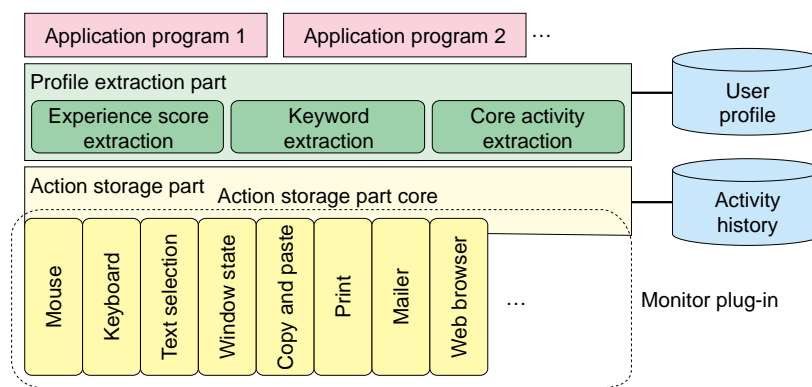 Application program 1
Application program 2
...
Profile extraction part
Experience score
extraction
Keyword
extraction
Core activity
extraction
User
profile
Action storage part
Action storage part core
Activity
history
Mouse
Keyboard
Text selection
Window state
Copy and paste
Print
Mailer
Web browser
...
Monitor plug-in